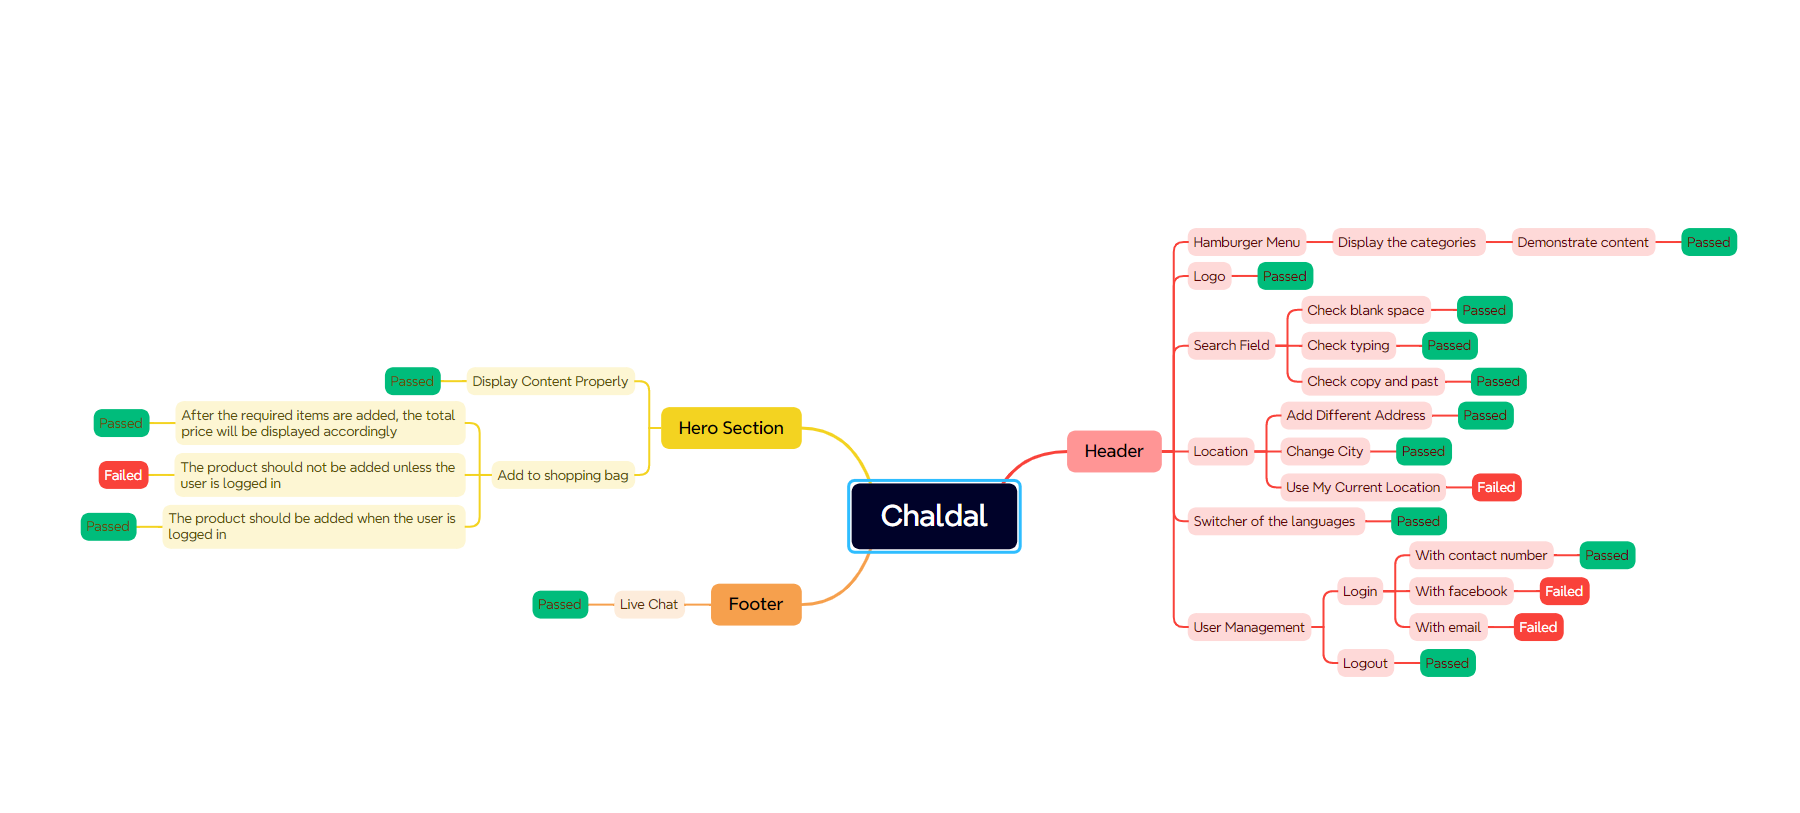 Chaldal
Header
Hamburger Menu
Display the categories
Demonstrate content
Passed
Logo
Passed
Search Field
Check blank space
Passed
Check typing
Passed
Check copy and past
Passed
Location
Add Different Address
Passed
Change City
Passed
Use My Current Location
Failed
Switcher of the languages
Passed
User Management
Login
With contact number
Passed
With facebook
Failed
With email
Failed
Logout
Passed
Hero Section
Display Content Properly
Passed
Add to shopping bag
After the required items are added, the total
price will be displayed accordingly
Passed
The product should not be added unless the
user is logged in
Failed
The product should be added when the user is
logged in
Passed
Footer
Live Chat
Passed